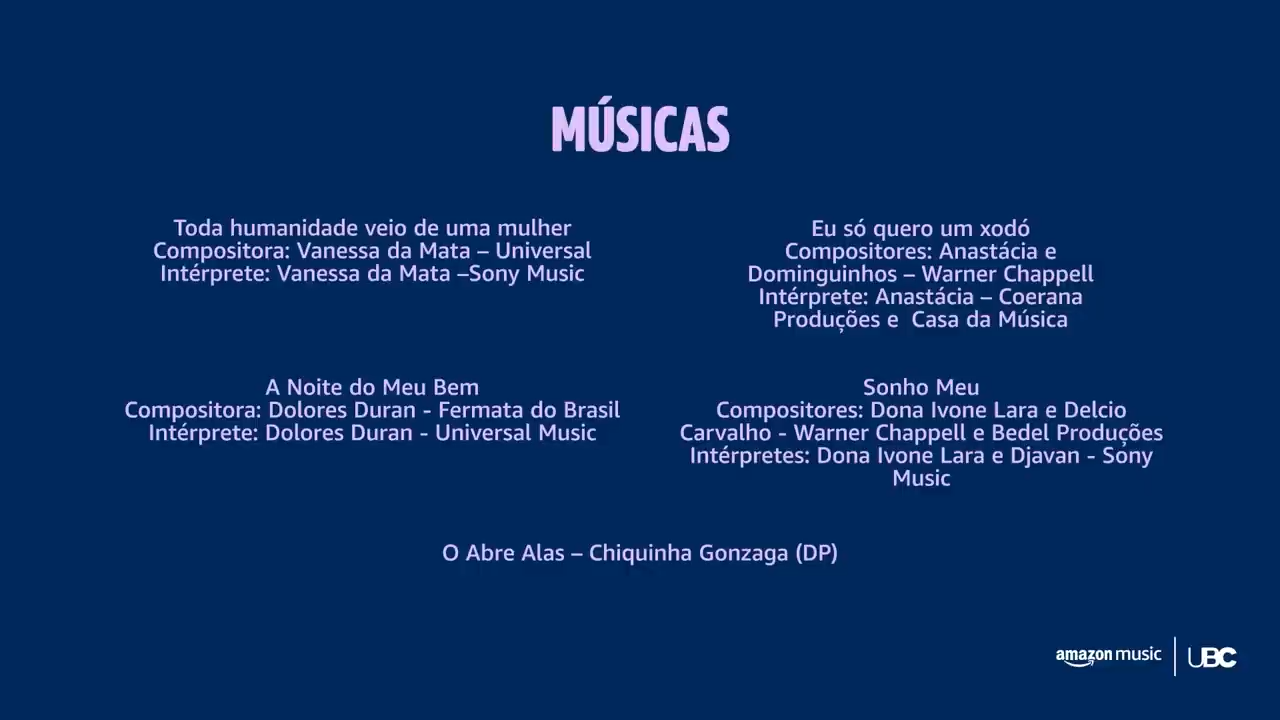 MÚSICAS
Toda humanidade veio de uma mulher
Compositora: Vanessa da Mata – Universal
Intérprete: Vanessa da Mata –Sony Music
Eu só quero um xodó
Compositores: Anastácia e
Dominguinhos – Warner Chappell
Intérprete: Anastácia – Coerana
Produções e  Casa da Música
A Noite do Meu Bem
Compositora: Dolores Duran - Fermata do Brasil
Intérprete: Dolores Duran - Universal Music
Sonho Meu
Compositores: Dona Ivone Lara e Delcio
Carvalho - Warner Chappell e Bedel Produções
Intérpretes: Dona Ivone Lara e Djavan - Sony
Music
O Abre Alas – Chiquinha Gonzaga (DP)
amazon music | UBC